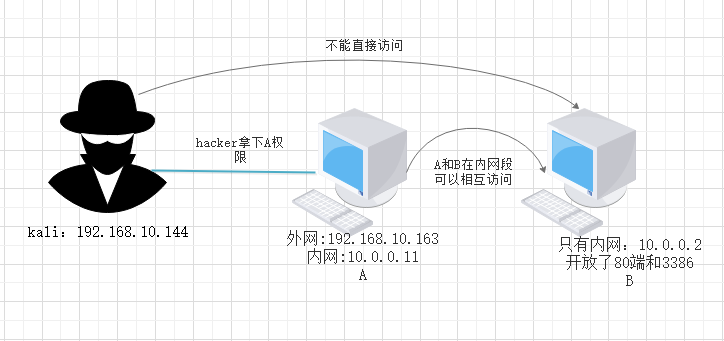 不能直接访问
hacker拿下A权
限
A和B在内网段
可以相互访问
kali：192.168.10.144
外网:192.168.10.163
内网:10.0.0.11
A
只有内网：10.0.0.2
开放了80端和3386
B